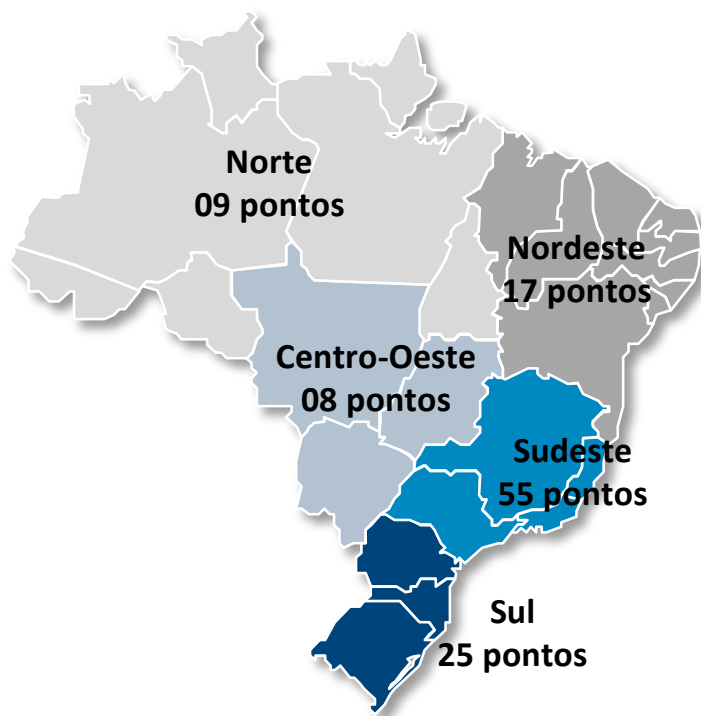 Norte
09 pontos
Nordeste
17 pontos
Centro-Oeste
08 pontos
Sudeste
55 pontos
Sul
25 pontos